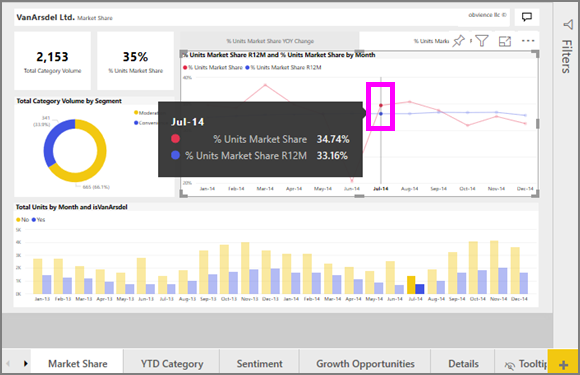 VanArsdel Ltd. | Market Share
obvience llc ©
2,153
Total Category Volume
35%
% Units Market Share
% Units Market Share YOY Change
% Units Mark
% Units Market Share R12M and % Units Market Share by Month
% Units Market Share % Units Market Share R12M
40%
20%
Jan-14 Feb-14 Mar-14 Apr-14 May-14 Jun-14 Jul-14 Aug-14 Sep-14 Oct-14 Nov-14 Dec-14
Jul-14
% Units Market Share 34.74%
% Units Market Share R12M 33.16%
Total Category Volume by Segment
Modera
Conveni
Total Units by Month and isVanArsdel
No Yes
5K
4K
3K
2K
1K
0K
Jan-13 Feb-13 Mar-13 Apr-13 May-13 Jun-13 Jul-13 Aug-13 Sep-13 Oct-13 Nov-13 Dec-13 Jan-14 Feb-14 Mar-14 Apr-14 May-14 Jun-14 Jul-14 Aug-14 Sep-14 Oct-14 Nov-14 Dec-14
Filters
Market Share YTD Category Sentiment Growth Opportunities Details Tooltip